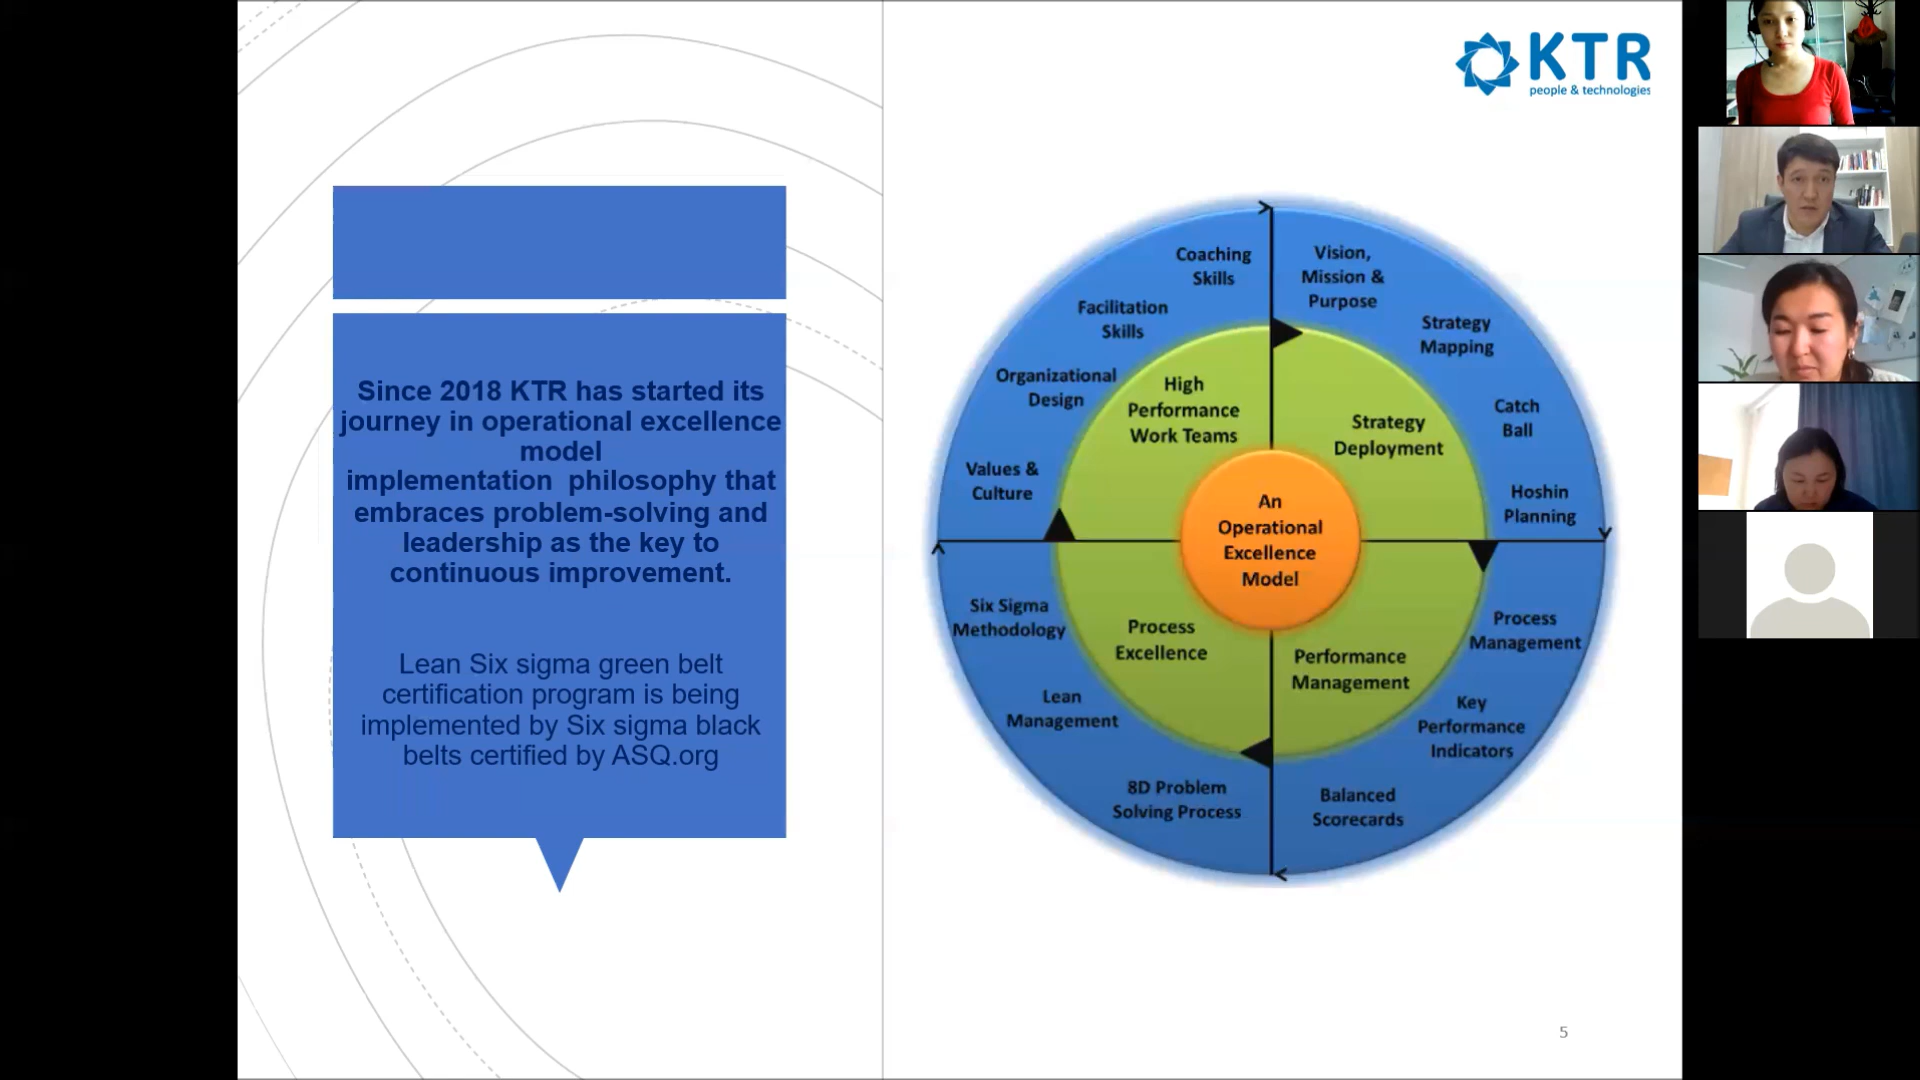 KTR
people & technologies
Since 2018 KTR has started its
journey in operational excellence
model
implementation  philosophy that
embraces problem-solving and
leadership as the key to
continuous improvement.
Lean Six sigma green belt
certification program is being
implemented by Six sigma black
belts certified by ASQ.org
An
Operational
Excellence
Model
High
Performance
Work Teams
Strategy
Deployment
Performance
Management
Process
Excellence
Vision,
Mission &
Purpose
Strategy
Mapping
Catch
Ball
Hoshin
Planning
Process
Management
Key
Performance
Indicators
Balanced
Scorecards
8D Problem
Solving Process
Lean
Management
Six Sigma
Methodology
Values &
Culture
Organizational
Design
Facilitation
Skills
Coaching
Skills
5